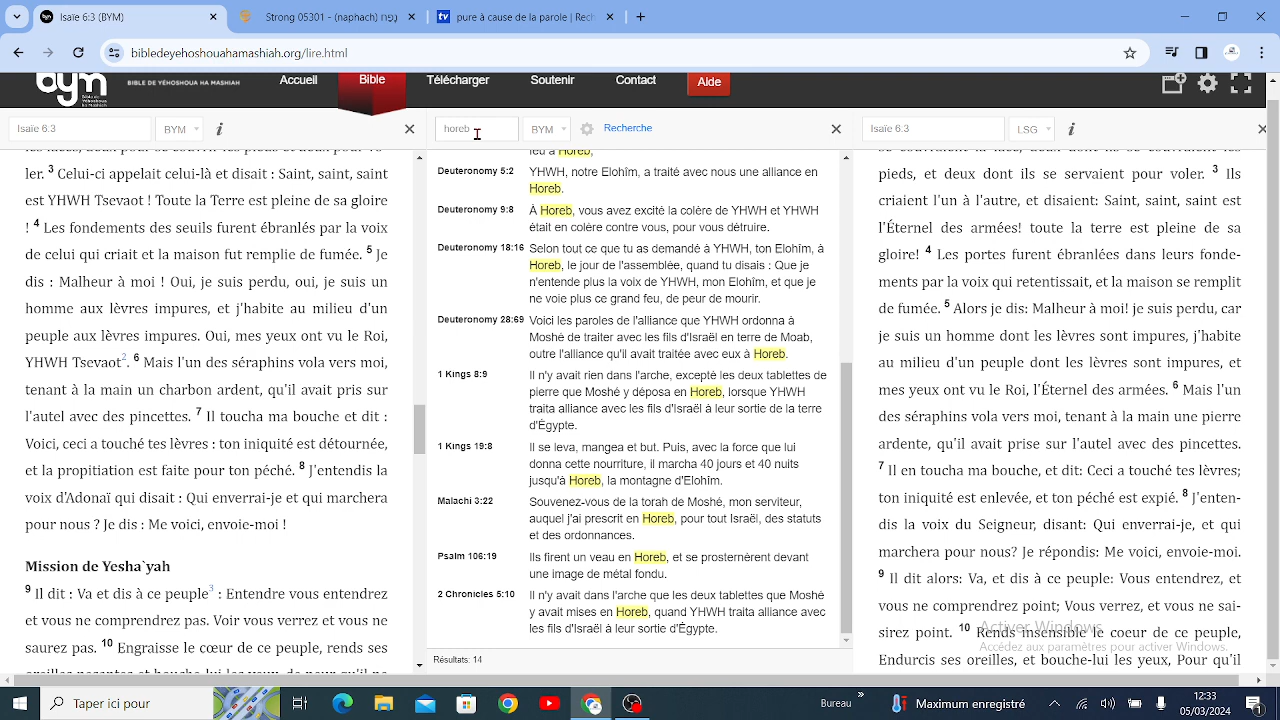 Strong 05301 - BYM (Strong)
À cause de l'amour de Ya | Rech
bibledeyehoshouahamashiah.org/lire.html
bym
BIBLE DE YÉHOSHOUA HA MASHIAH
Accueil
Bible
Télécharger
Soutenir
Contact
Aide
Isaïe 6.3
BYM
horeb
BYM
Recherche
Isaïe 6.3
LSG
ler. 3 Celui-ci appelait celui-là et disait : Saint, saint, saint
est YHWH Tsevaot ! Toute la Terre est pleine de sa gloire
! 4 Les fondements des seuils furent ébranlés par la voix
de celui qui criait et la maison fut remplie de fumée. 5 Je
dis : Malheur à moi ! Oui, je suis perdu, oui, je suis un
homme aux lèvres impures, et j'habite au milieu d'un
peuple aux lèvres impures. Oui, mes yeux ont vu le Roi,
YHWH Tsevaot2. 6 Mais l'un des séraphins vola vers moi,
tenant à la main un charbon ardent, qu'il avait pris sur
l'autel avec des pincettes. 7 Il toucha ma bouche et dit :
Voici, ceci a touché tes lèvres : ton iniquité est détournée,
et la propitiation est faite pour ton péché. 8 J'entendis la
voix d'Adonaï qui disait : Qui enverrai-je et qui marchera
pour nous ? Je dis : Me voici, envoie-moi !
Mission de Yesha`yah
9 Il dit : Va et dis à ce peuple3 : Entendre vous entendrez
et vous ne comprendrez pas. Voir vous verrez et vous ne
saurez pas. 10 Engraisse le cœur de ce peuple, rends ses
feu à Horeb,
Deuteronomy 5:2 YHWH, notre Elohîm, a traité avec nous une alliance en
Horeb.
Deuteronomy 9:8 À Horeb, vous avez excité la colère de YHWH et YHWH
était en colère contre vous, pour vous détruire.
Deuteronomy 18:16 Selon tout ce que tu as demandé à YHWH, ton Elohîm, à
Horeb, le jour de l'assemblée, quand tu disais : Que je
n'entende plus la voix de YHWH, mon Elohîm, et que je
ne voie plus ce grand feu, de peur de mourir.
Deuteronomy 28:69 Voici les paroles de l'alliance que YHWH ordonna à
Moshè de traiter avec les fils d'Israël en terre de Moab,
outre l'alliance qu'il avait traitée avec eux à Horeb.
1 Kings 8:9 Il n'y avait rien dans l'arche, excepté les deux tablettes de
pierre que Moshé y déposa en Horeb, lorsque YHWH
traita alliance avec les fils d'Israël à leur sortie de la terre
d'Égypte.
1 Kings 19:8 Il se leva, mangea et but. Puis, avec la force que lui
donna cette nourriture, il marcha 40 jours et 40 nuits
jusqu'à Horeb, la montagne d'Elohîm.
Malachi 3:22 Souvenez-vous de la torah de Moshé, mon serviteur,
auquel j'ai prescrit en Horeb, pour tout Israël, des statuts
et des ordonnances.
Psalm 106:19 Ils firent un veau en Horeb, et se prosternèrent devant
une image de métal fondu.
2 Chronicles 5:10 Il n'y avait dans l'arche que les deux tablettes que Moshè
y avait mises en Horeb, quand YHWH traita alliance avec
les fils d'Israël à leur sortie d'Égypte.
Résultats: 14
pieds, et deux dont ils se servaient pour voler. 3 Ils
criaient l'un à l'autre, et disaient: Saint, saint, saint est
l'Éternel des armées! toute la terre est pleine de sa
gloire! 4 Les portes furent ébranlées dans leurs fonde-
ments par la voix qui retentissait, et la maison se remplit
de fumée. 5 Alors je dis: Malheur à moi! je suis perdu, car
je suis un homme dont les lèvres sont impures, j'habite
au milieu d'un peuple dont les lèvres sont impures, et
mes yeux ont vu le Roi, l'Éternel des armées. 6 Mais l'un
des séraphins vola vers moi, tenant à la main une pierre
ardente, qu'il avait prise sur l'autel avec des pincettes.
7 Il en toucha ma bouche, et dit: Ceci a touché tes lèvres;
ton iniquité est enlevée, et ton péché est expié. 8 J'enten-
dis la voix du Seigneur, disant: Qui enverrai-je, et qui
marchera pour nous? Je répondis: Me voici, envoie-moi.
9 Il dit alors: Va, et dis à ce peuple: Vous entendrez, et
vous ne comprendrez point; Vous verrez, et vous ne sai-
sirez point. 10 Rends insensible le coeur de ce peuple,
Endurcis ses oreilles, et bouche-lui les yeux, Pour qu'il
Activer Windows
Accédez aux paramètres pour activer Windows.
Taper ici pour
Bureau
Maximum enregistré
12:33
05/03/2024